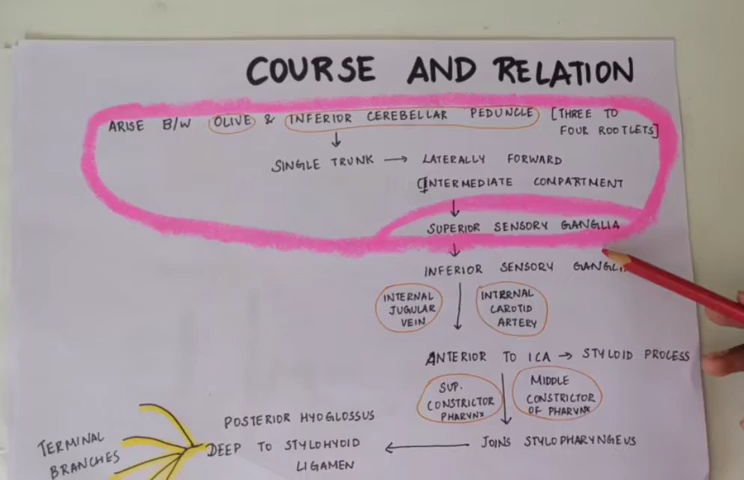 COURSE AND RELATION
ARISE B/W OLIVE & INFERIOR CEREBELLAR PEDUNCLE [THREE TO
FOUR ROOTLETS]
SINGLE TRUNK → LATERALLY FORWARD
INTERMEDIATE COMPARTMENT
SUPERIOR SENSORY GANGLIA
INFERIOR SENSORY
INTERNAL
JUGULAR
VEIN
INTERNAL
CAROTID
ARTERY
ANTERIOR TO ICA → STYLOID PROCESS
SUP.
CONSTRICTOR
PHARYNX
MIDDLE
CONSTRICTOR
OF PHARYNX
JOINS STYLOPHARYNGEUS
POSTERIOR HYOGLOSSUS
DEEP TO STYLOHYOID
LIGAMEN
TERMINAL
BRANCHES